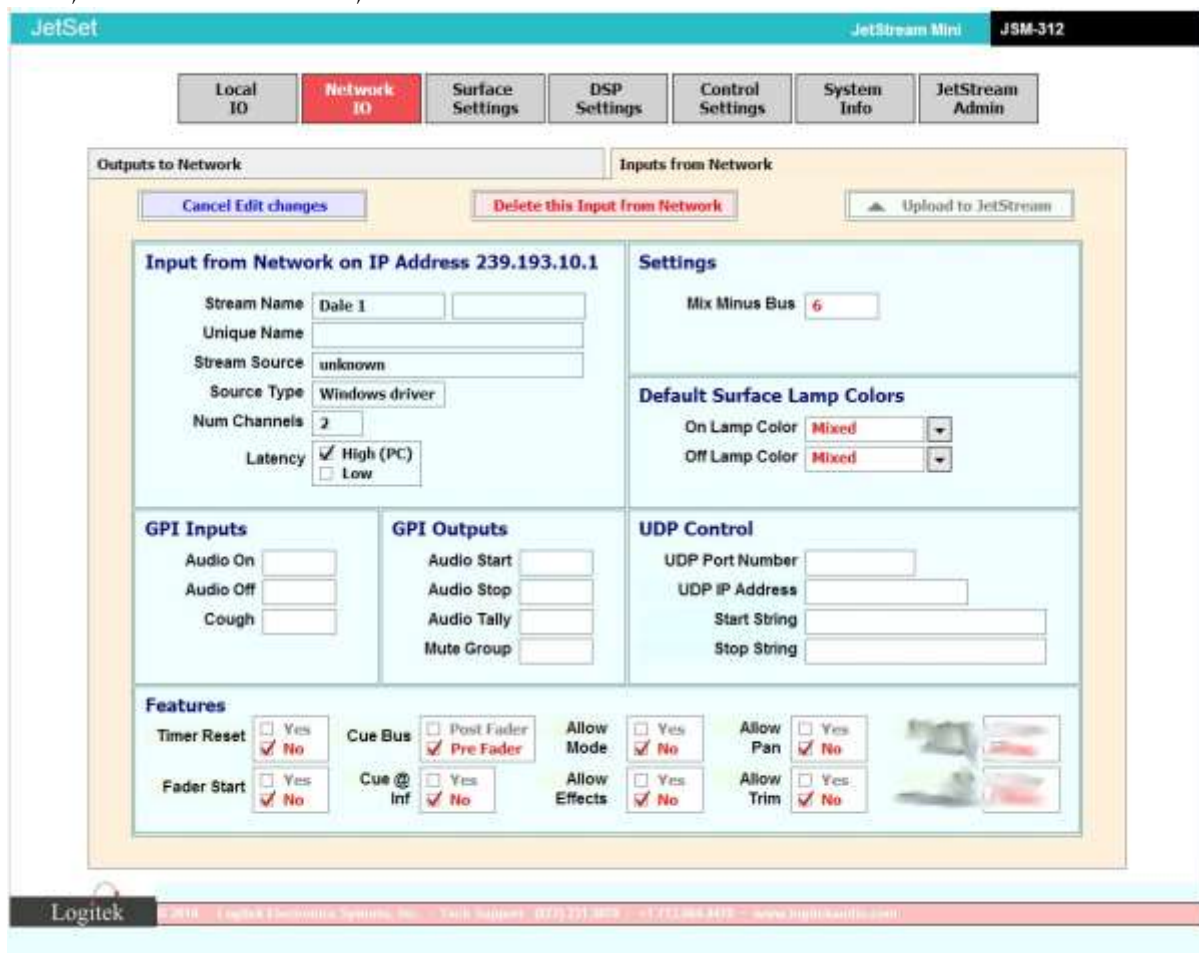 JetSet JetStream Mini JSM-312
Local IO Network IO Surface Settings DSP Settings Control Settings System Info JetStream Admin
Outputs to Network Inputs from Network
Cancel Edit changes Delete this Input from Network Upload to JetStream
Input from Network on IP Address 239.193.10.1
Stream Name Dale 1
Unique Name
Stream Source unknown
Source Type Windows driver
Num Channels 2
Latency High (PC)
Low
Settings
Mix Minus Bus 6
Default Surface Lamp Colors
On Lamp Color Mixed
Off Lamp Color Mixed
GPI Inputs
Audio On
Audio Off
Cough
GPI Outputs
Audio Start
Audio Stop
Audio Tally
Mute Group
UDP Control
UDP Port Number
UDP IP Address
Start String
Stop String
Features
Timer Reset Yes No
Cue Bus Post Fader Pre Fader
Allow Mode Yes No
Allow Pan Yes No
Fader Start Yes No
Cue @ Inf Yes No
Allow Effects Yes No
Allow Trim Yes No
Logitek Logitek Electronic Systems, Inc. Tech Support